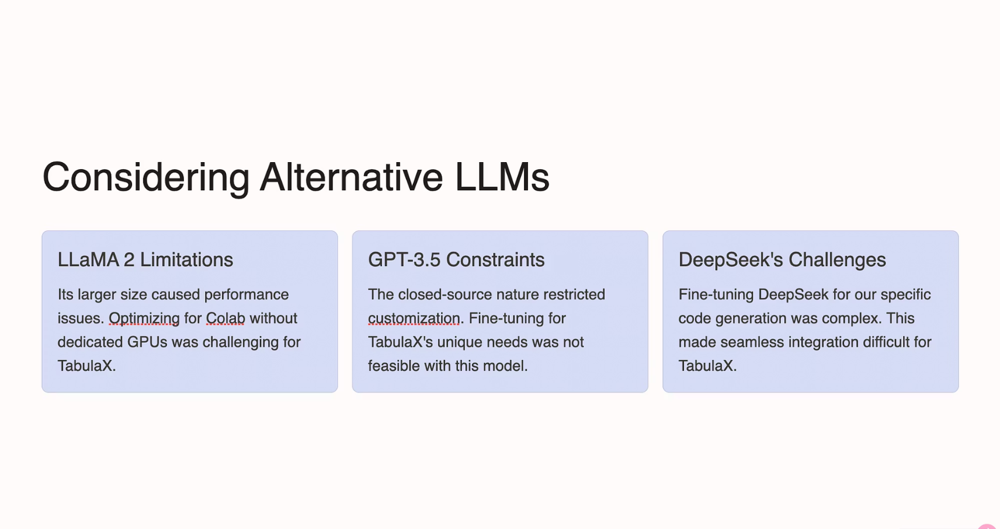 Considering Alternative LLMs
LLaMA 2 Limitations
Its larger size caused performance
issues. Optimizing for Colab without
dedicated GPUs was challenging for
TabulaX.
GPT-3.5 Constraints
The closed-source nature restricted
customization. Fine-tuning for
TabulaX's unique needs was not
feasible with this model.
DeepSeek's Challenges
Fine-tuning DeepSeek for our specific
code generation was complex. This
made seamless integration difficult for
TabulaX.